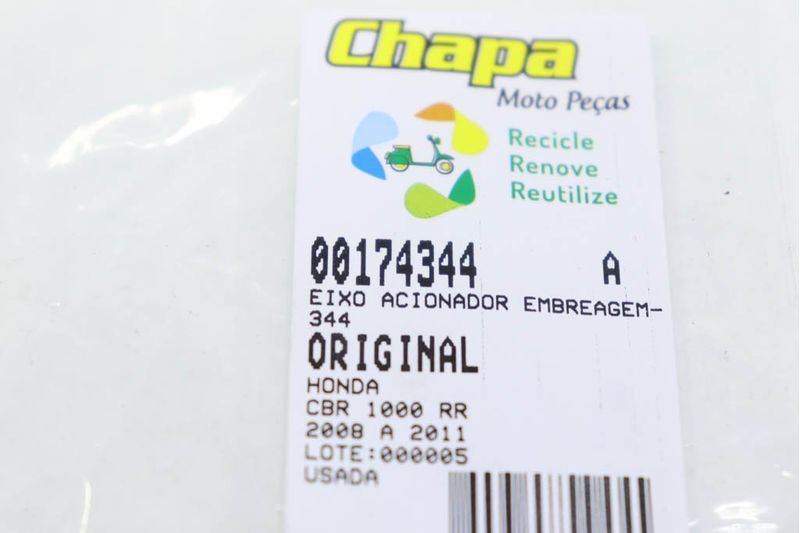 Chapa
Moto Peças
Recicle
Renove
Reutilize
00174344 A
EIXO ACIONADOR EMBREAGEM-
344
ORIGINAL
HONDA
CBR 1000 RR
2008 A 2011
LOTE:000005
USADA